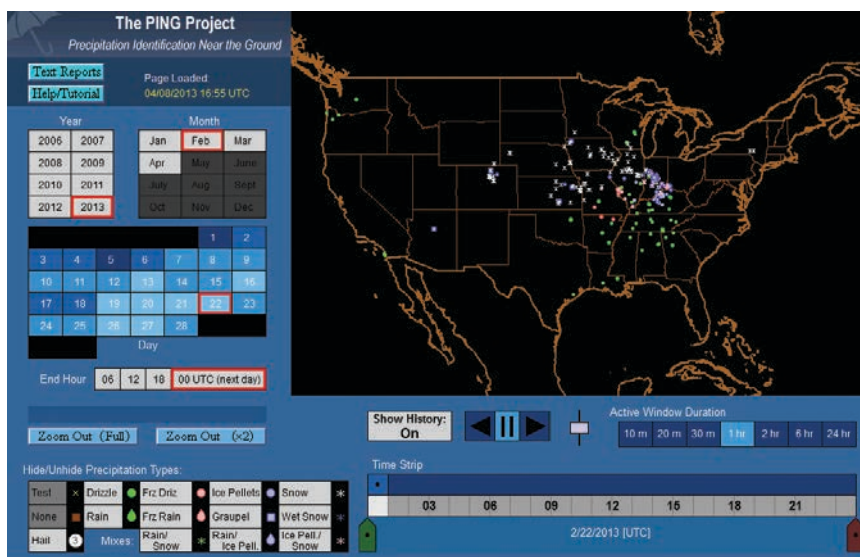 The PING Project
Precipitation Identification Near the Ground
Text Reports
Help/Tutorial
Page Loaded
04/08/2013 16:55 UTC
Year
Month
2006 2007
Jan Feb Mar
2008 2009
Apr May June
2010 2011
July Aug Sept
2012 2013
Oct Nov Dec
1 2
3 4 5 6 7 8 9
10 11 12 13 14 15 16
17 18 19 20 21 22 23
24 25 26 27 28
Day
End Hour 06 12 18 00 UTC (next day)
Zoom Out (Full) Zoom Out (×2)
Show History:
On
Active Window Duration
10 m 20 m 30 m 1 hr 2 hr 6 hr 24 hr
Hide/Unhide Precipitation Types:
Test Drizzle Frz Driz Ice Pellets Snow
None Rain Frz Rain Graupel Wet Snow
Hail 3 Mixes: Rain/ Snow Rain/ Ice Pell. Ice Pell./ Snow
Time Strip
03 06 09 12 15 18 21
2/22/2013 [UTC]